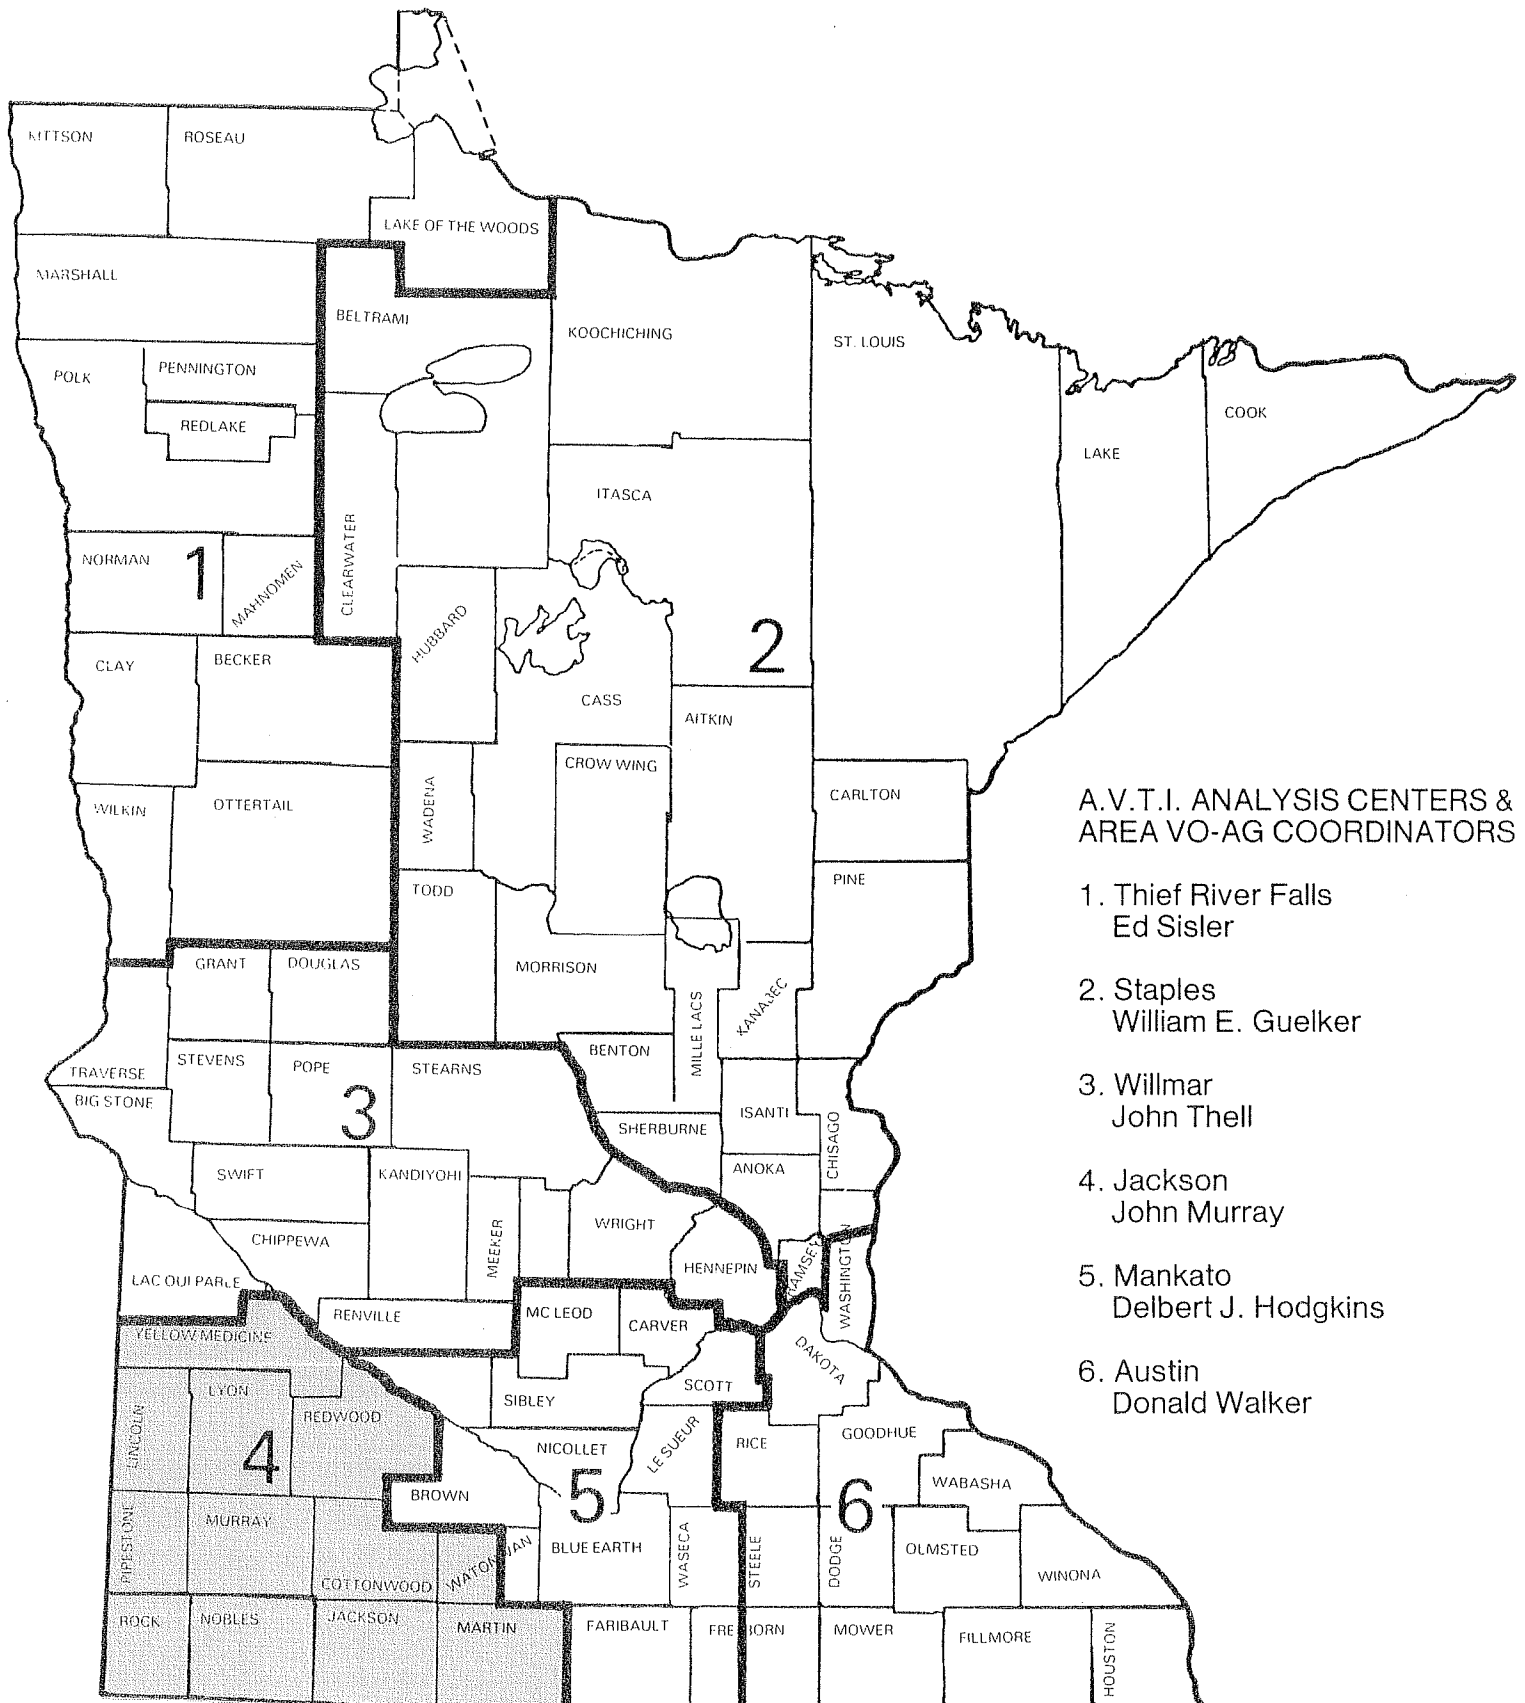 KITTSON
ROSEAU
LAKE OF THE WOODS
MARSHALL
BELTRAMI
KOOCHICHING
ST. LOUIS
POLK
PENNINGTON
REDLAKE
COOK
LAKE
ITASCA
CLEARWATER
NORMAN
1
MAHNOMEN
HUBBARD
2
CLAY
BECKER
CASS
AITKIN
CROW WING
WADENA
CARLTON
WILKIN
OTTERTAIL
TODD
PINE
GRANT
DOUGLAS
MORRISON
MILLE LACS
KANABEC
BENTON
TRAVERSE
STEVENS
POPE
STEARNS
3
BIG STONE
ISANTI
SHERBURNE
CHISAGO
ANOKA
SWIFT
KANDIYOHI
WRIGHT
MEEKER
CHIPPEWA
HENNEPIN
RAMSEY
WASHINGTON
LAC QUI PARLE
RENVILLE
MC LEOD
CARVER
YELLOW MEDICINE
DAKOTA
LYON
SCOTT
SIBLEY
LINCOLN
REDWOOD
4
NICOLLET
LE SUEUR
RICE
GOODHUE
WABASHA
BROWN
5
6
PIPESTONE
MURRAY
COTTONWOOD
WATONWAN
BLUE EARTH
WASECA
STEELE
DODGE
OLMSTED
WINONA
ROCK
NOBLES
JACKSON
MARTIN
FARIBAULT
FREEBORN
MOWER
FILLMORE
HOUSTON
A.V.T.I. ANALYSIS CENTERS &
AREA VO-AG COORDINATORS
1. Thief River Falls
Ed Sisler
2. Staples
William E. Guelker
3. Willmar
John Thell
4. Jackson
John Murray
5. Mankato
Delbert J. Hodgkins
6. Austin
Donald Walker